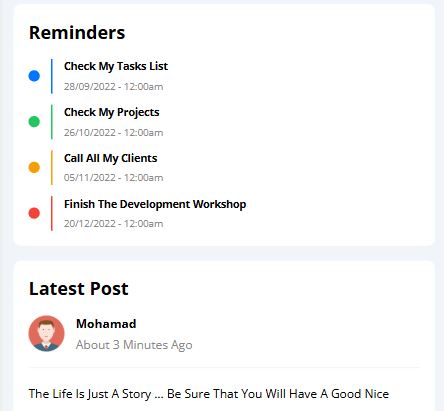 Reminders
Check My Tasks List
28/09/2022 - 12:00am
Check My Projects
26/10/2022 - 12:00am
Call All My Clients
05/11/2022 - 12:00am
Finish The Development Workshop
20/12/2022 - 12:00am
Latest Post
Mohamad
About 3 Minutes Ago
The Life Is Just A Story ... Be Sure That You Will Have A Good Nice